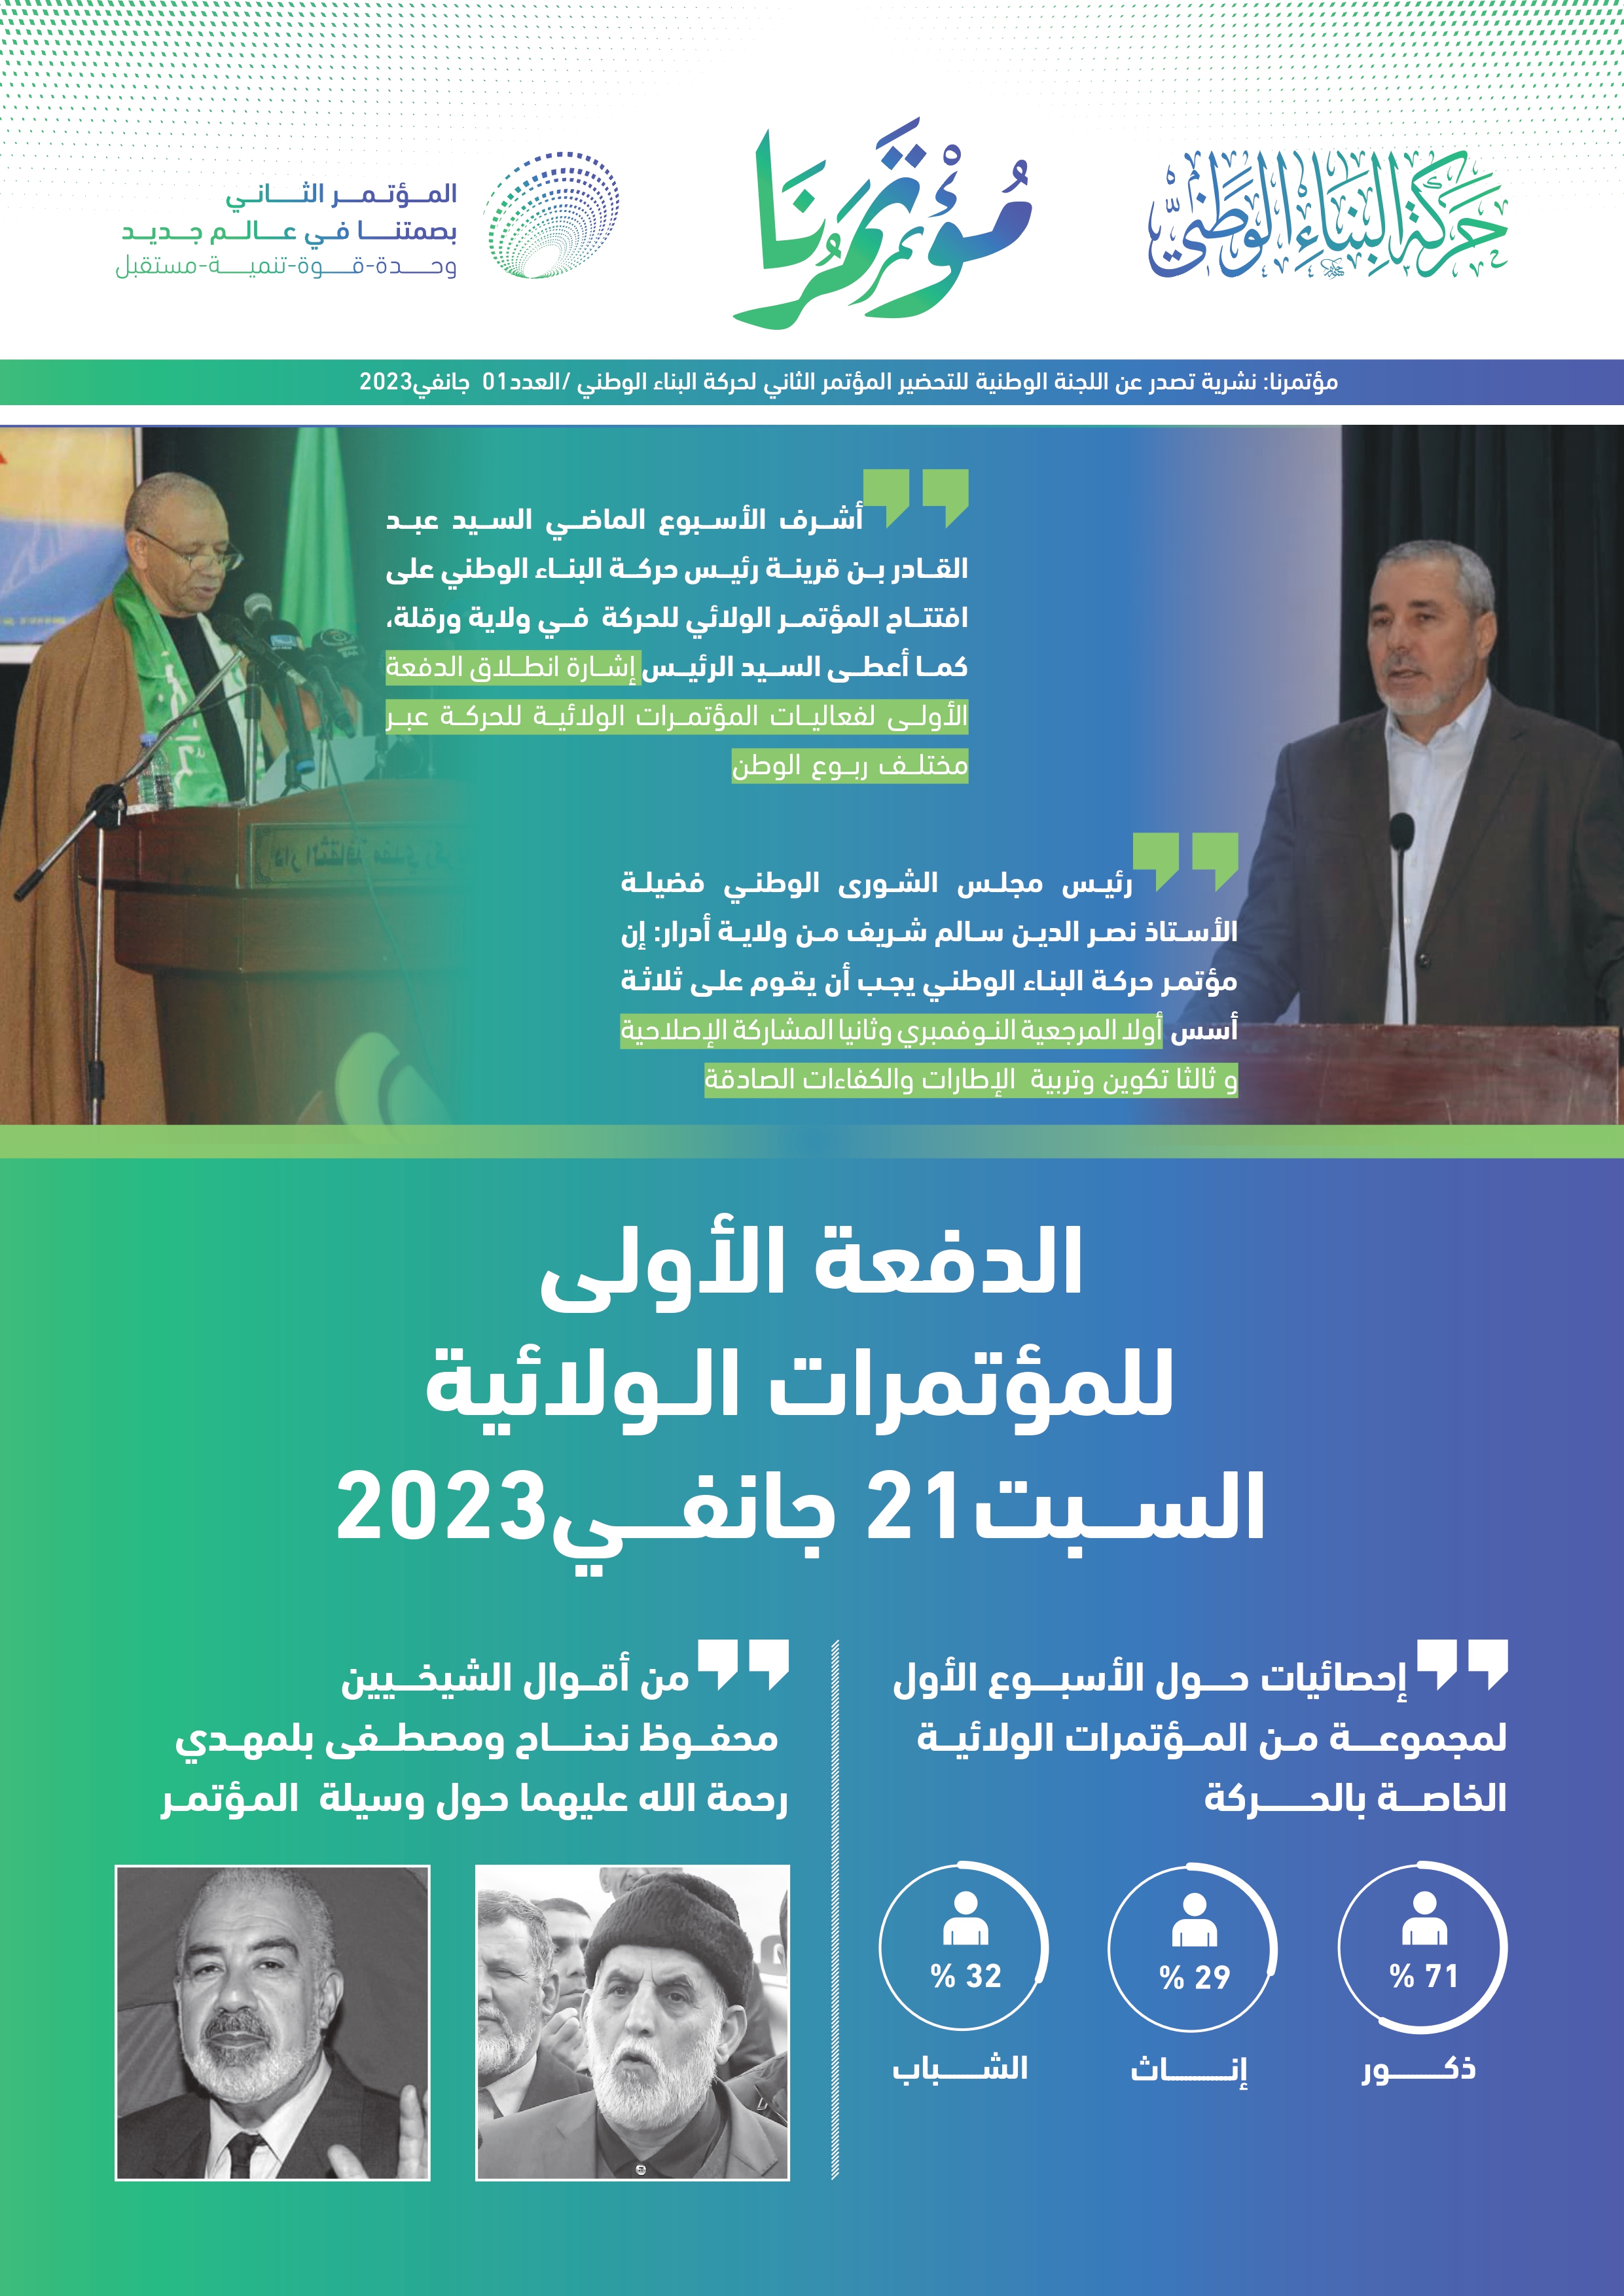 حركة البناء الوطني
مؤتمرنا
المؤتمر الثاني
بصمتنا في عالم جديد
وحدة-قوة-تنمية-مستقبل
مؤتمرنا: نشرية تصدر عن اللجنة الوطنية للتحضير المؤتمر الثاني لحركة البناء الوطني /العدد01 جانفي2023
أشرف الأسبوع الماضي السيد عبد
القادر بن قرينة رئيس حركة البناء الوطني على
افتتاح المؤتمر الولائي للحركة في ولاية ورقلة،
كما أعطى السيد الرئيس إشارة انطلاق الدفعة
الأولى لفعاليات المؤتمرات الولائية للحركة عبر
مختلف ربوع الوطن
رئيس مجلس الشورى الوطني فضيلة
الأستاذ نصر الدين سالم شريف من ولاية أدرار: إن
مؤتمر حركة البناء الوطني يجب أن يقوم على ثلاثة
أسس أولا المرجعية النوفمبري وثانيا المشاركة الإصلاحية
و ثالثا تكوين وتربية الإطارات والكفاءات الصادقة
الدفعة الأولى
للمؤتمرات الولائية
السبت21 جانفي2023
إحصائيات حول الأسبوع الأول
لمجموعة من المؤتمرات الولائية
الخاصة بالحركة
% 71
ذكور
% 29
إناث
% 32
الشباب
من أقوال الشيخيين
محفوظ نحناح ومصطفى بلمهدي
رحمة الله عليهما حول وسيلة المؤتمر